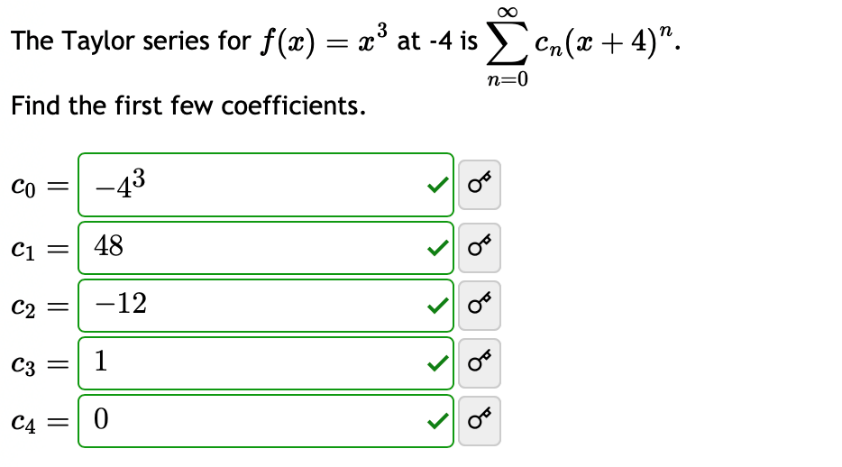 The Taylor series for f(x) = x³ at -4 is ∑_{n=0}^{∞} cₙ(x + 4)ⁿ.
Find the first few coefficients.
c₀ = −4³
c₁ = 48
c₂ = −12
c₃ = 1
c₄ = 0